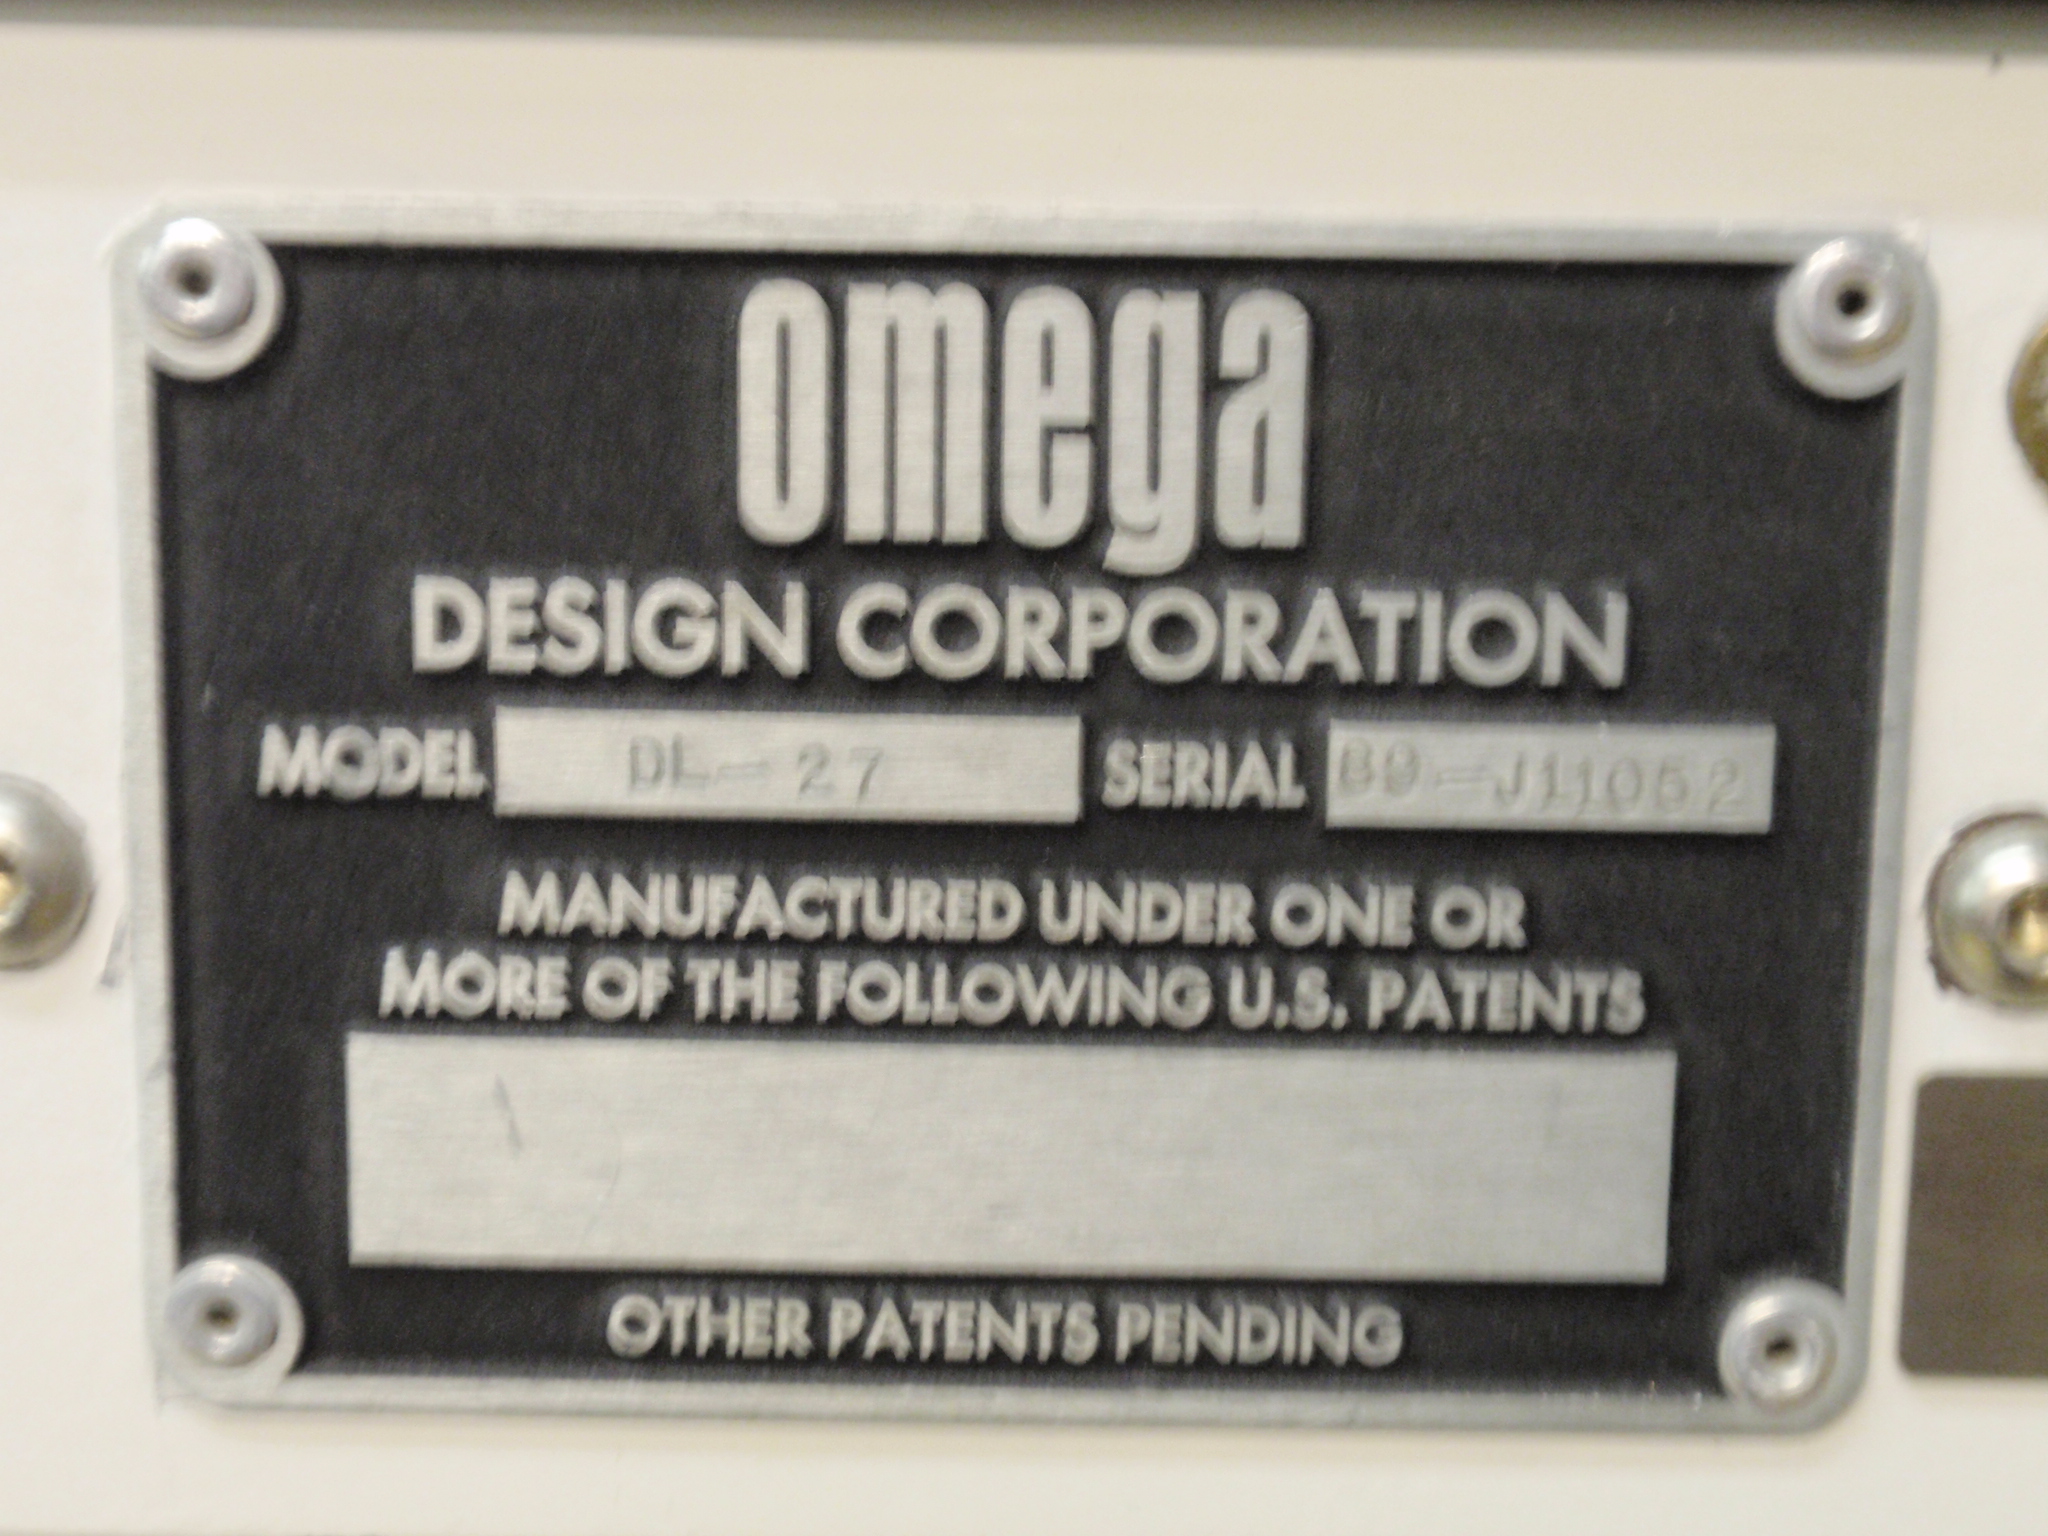 omega
DESIGN CORPORATION
MODEL DL-27 SERIAL
MANUFACTURED UNDER ONE OR
MORE OF THE FOLLOWING U.S. PATENTS
OTHER PATENTS PENDING